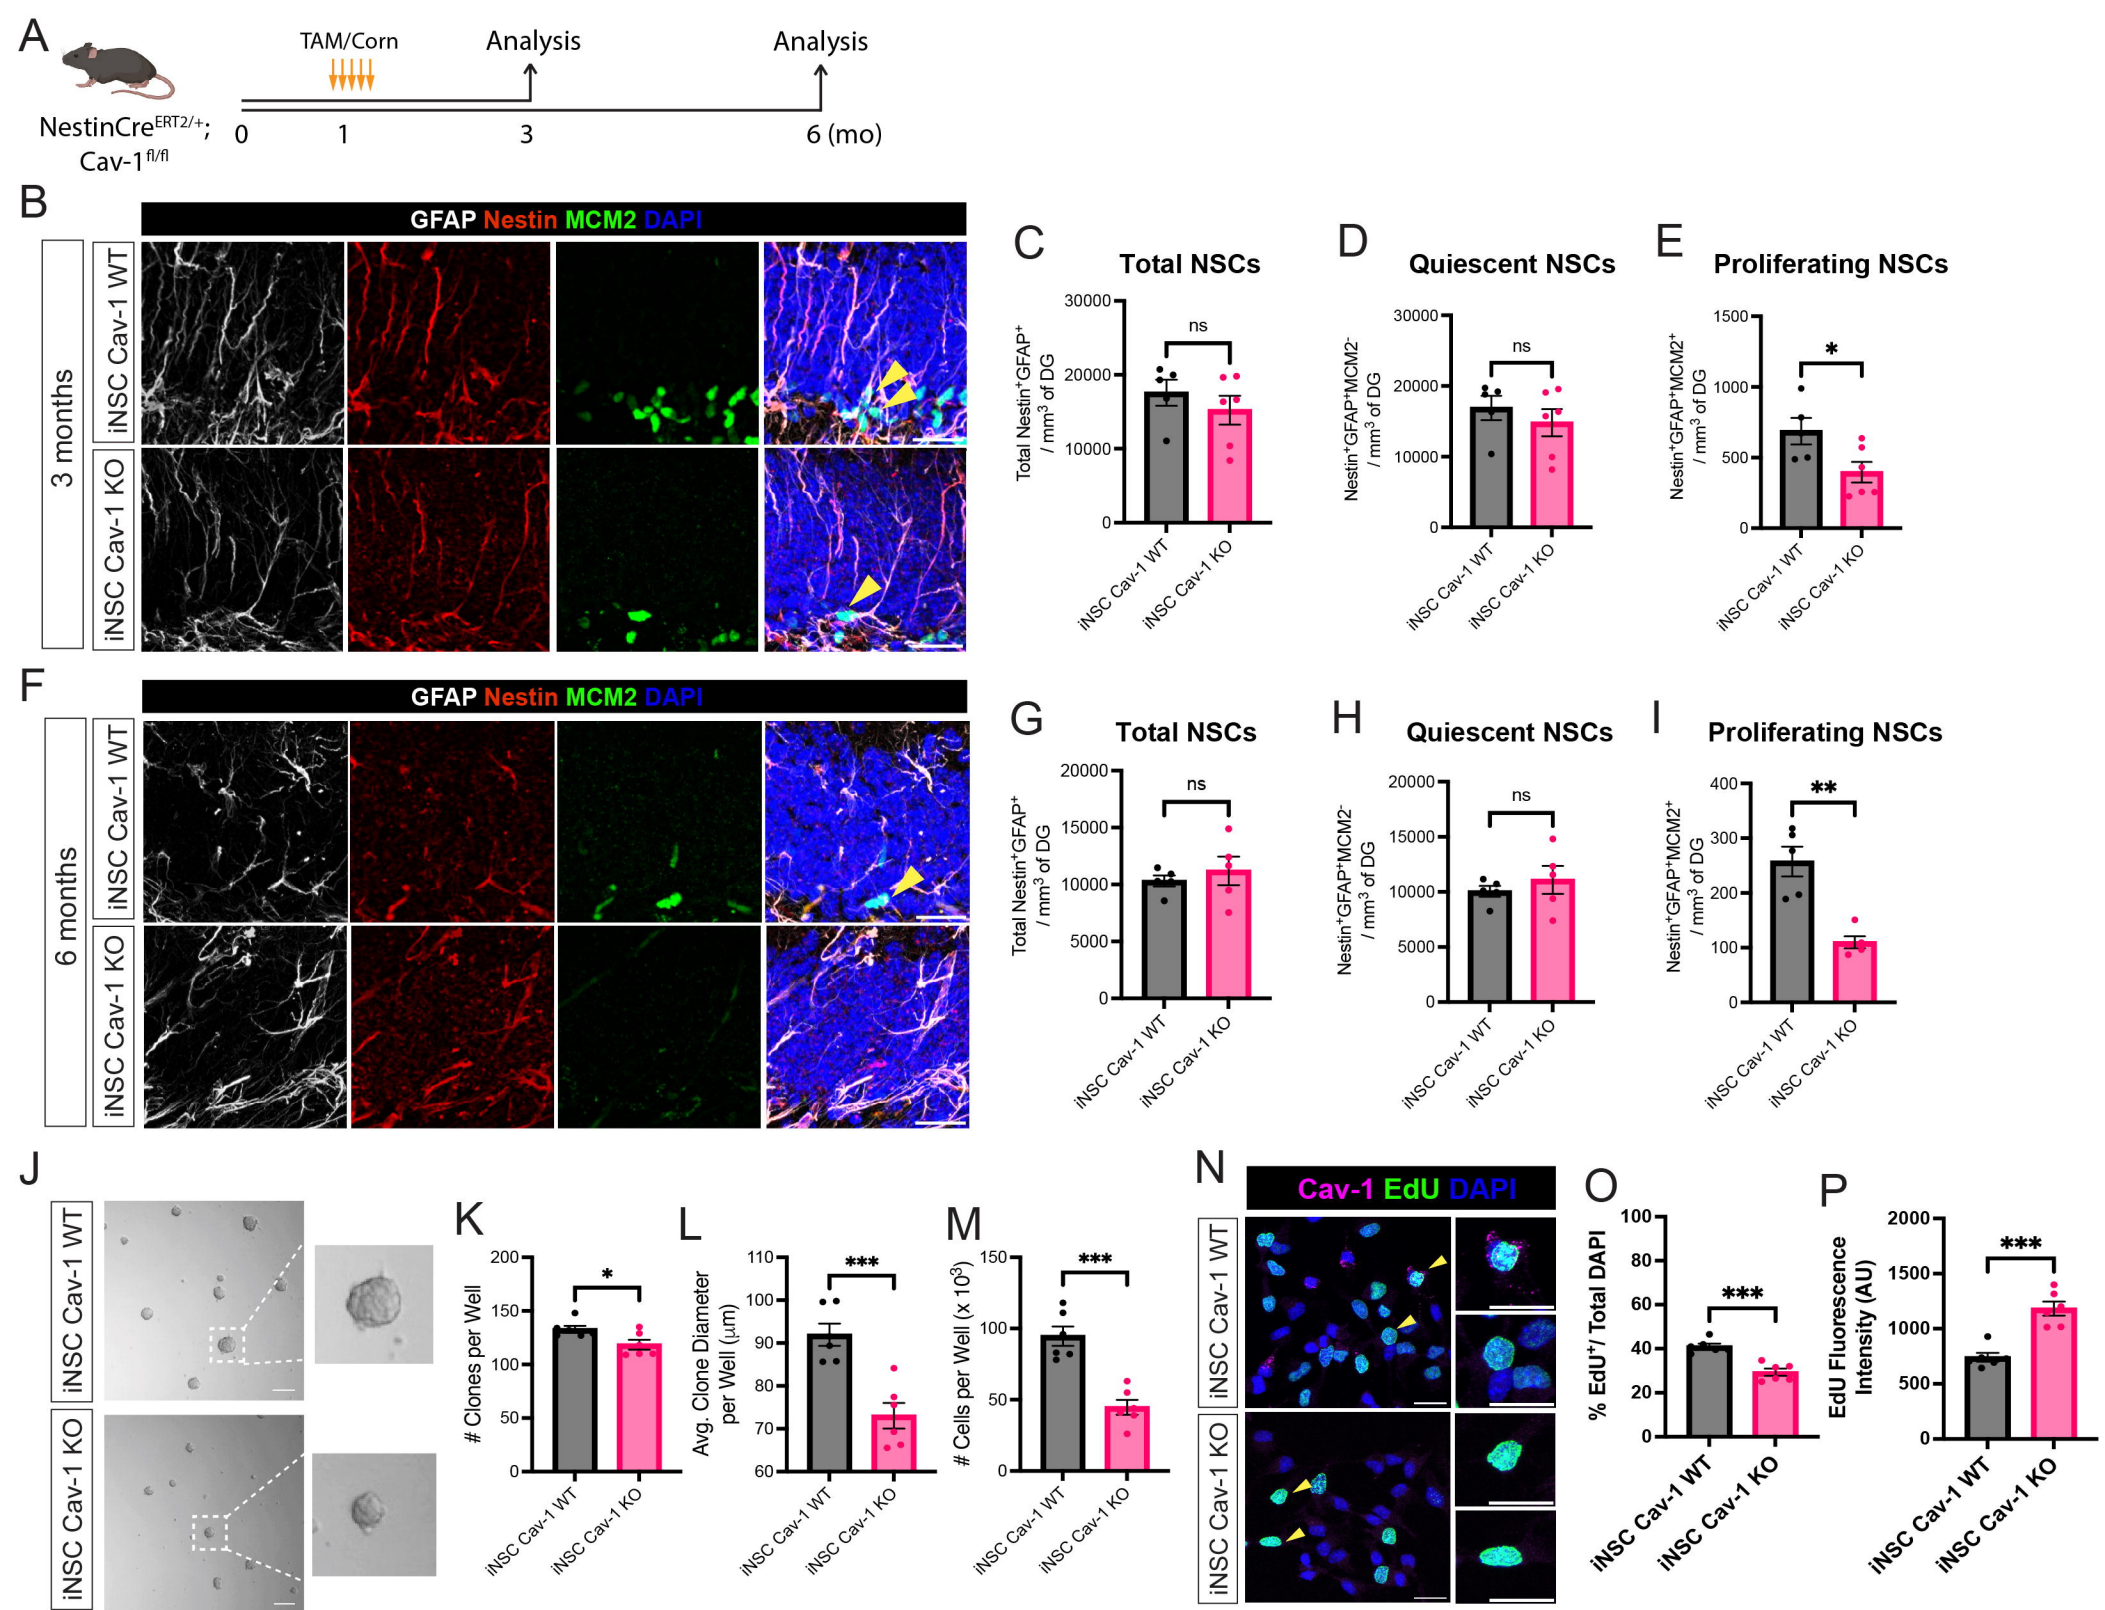 A
TAM/Corn
Analysis
Analysis
NestinCreERT2/+;
Cav-1fl/fl
0
1
3
6 (mo)
B
GFAP Nestin MCM2 DAPI
3 months
iNSC Cav-1 WT
iNSC Cav-1 KO
C
Total NSCs
Total Nestin+GFAP+
/ mm3 of DG
30000
20000
10000
0
ns
iNSC Cav-1 WT
iNSC Cav-1 KO
D
Quiescent NSCs
Nestin+GFAP+MCM2-
/ mm3 of DG
30000
20000
10000
0
ns
iNSC Cav-1 WT
iNSC Cav-1 KO
E
Proliferating NSCs
Nestin+GFAP+MCM2+
/ mm3 of DG
1500
1000
500
0
*
iNSC Cav-1 WT
iNSC Cav-1 KO
F
GFAP Nestin MCM2 DAPI
6 months
iNSC Cav-1 WT
iNSC Cav-1 KO
G
Total NSCs
Total Nestin+GFAP+
/ mm3 of DG
20000
15000
10000
5000
0
ns
iNSC Cav-1 WT
iNSC Cav-1 KO
H
Quiescent NSCs
Nestin+GFAP+MCM2-
/ mm3 of DG
20000
15000
10000
5000
0
ns
iNSC Cav-1 WT
iNSC Cav-1 KO
I
Proliferating NSCs
Nestin+GFAP+MCM2+
/ mm3 of DG
400
300
200
100
0
**
iNSC Cav-1 WT
iNSC Cav-1 KO
J
iNSC Cav-1 WT
iNSC Cav-1 KO
K
# Clones per Well
200
150
100
50
0
*
iNSC Cav-1 WT
iNSC Cav-1 KO
L
Avg. Clone Diameter
per Well (μm)
110
100
90
80
70
60
***
iNSC Cav-1 WT
iNSC Cav-1 KO
M
# Cells per Well (x 103)
150
100
50
0
***
iNSC Cav-1 WT
iNSC Cav-1 KO
N
Cav-1 EdU DAPI
iNSC Cav-1 WT
iNSC Cav-1 KO
O
% EdU+/ Total DAPI
100
80
60
40
20
0
***
iNSC Cav-1 WT
iNSC Cav-1 KO
P
EdU Fluorescence
Intensity (AU)
2000
1500
1000
500
0
***
iNSC Cav-1 WT
iNSC Cav-1 KO